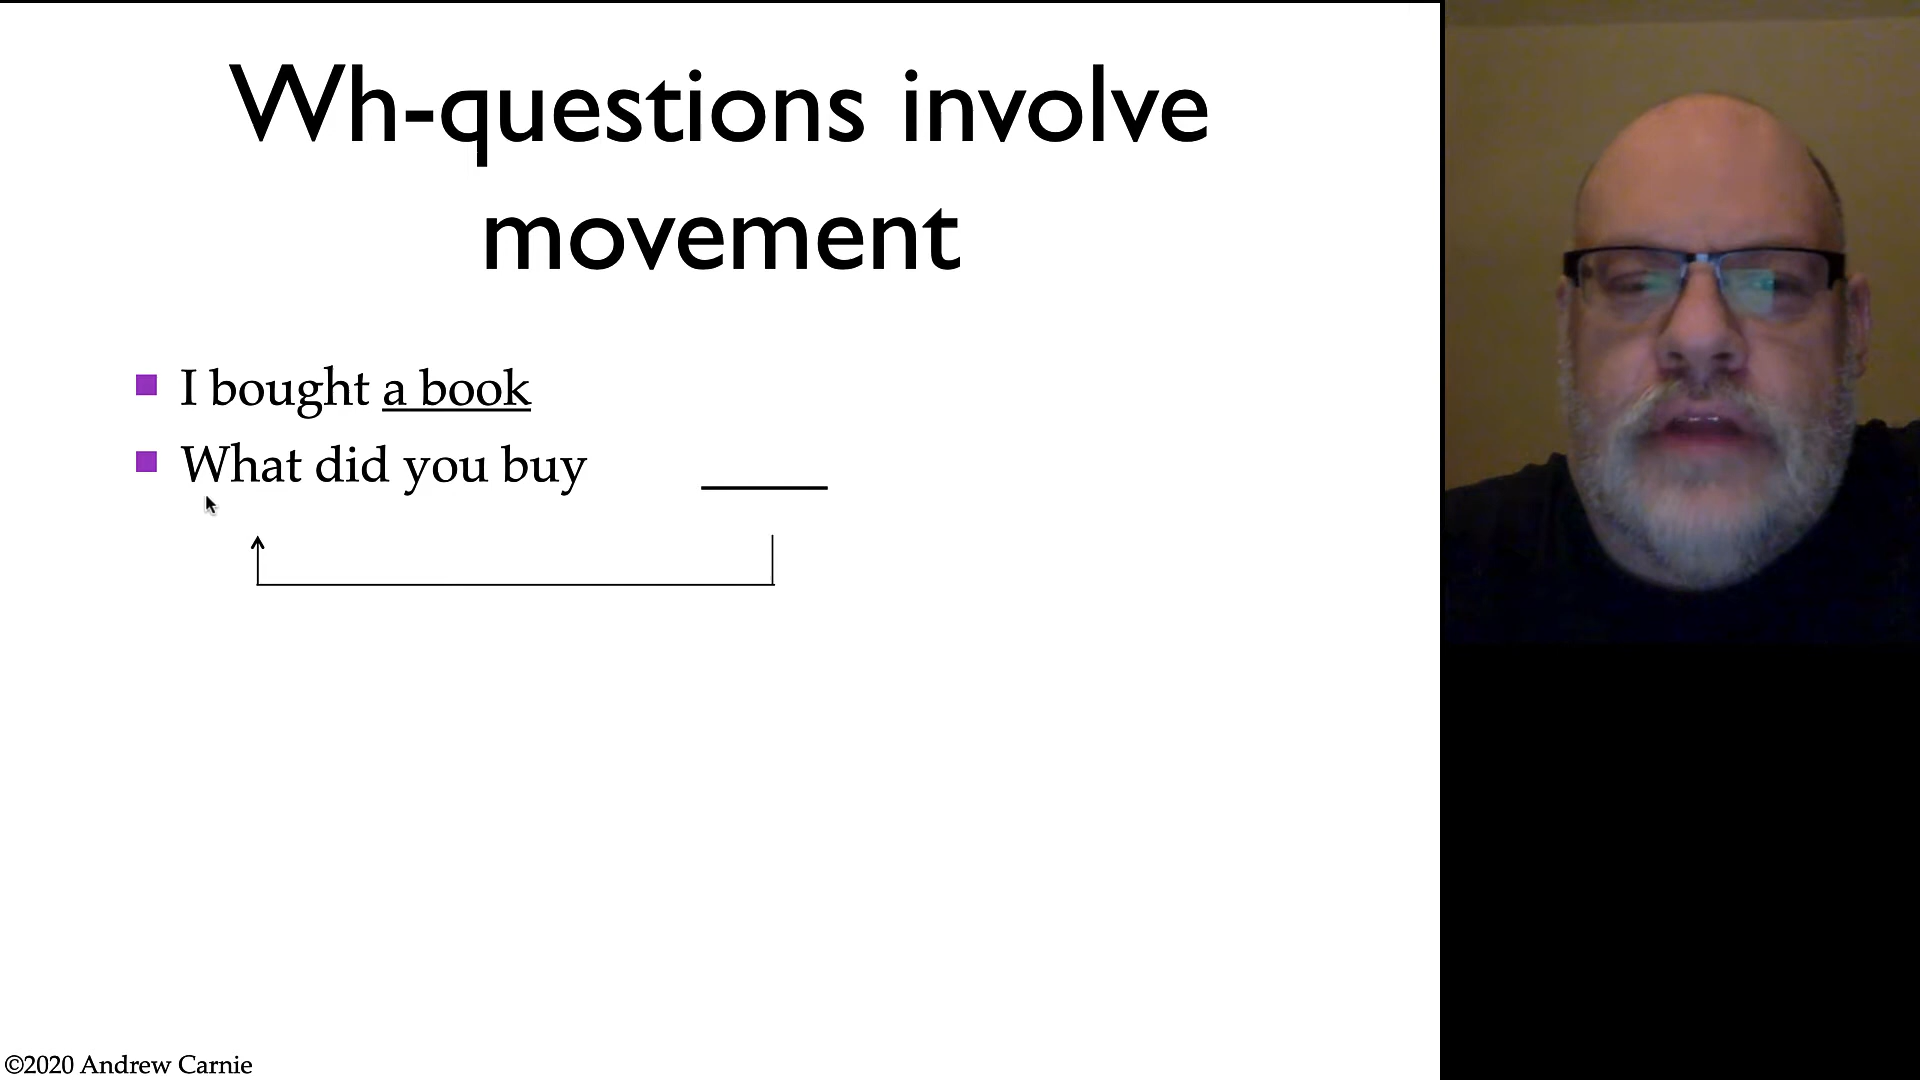 Wh-questions involve
movement
I bought a book
What did you buy _____
©2020 Andrew Carnie